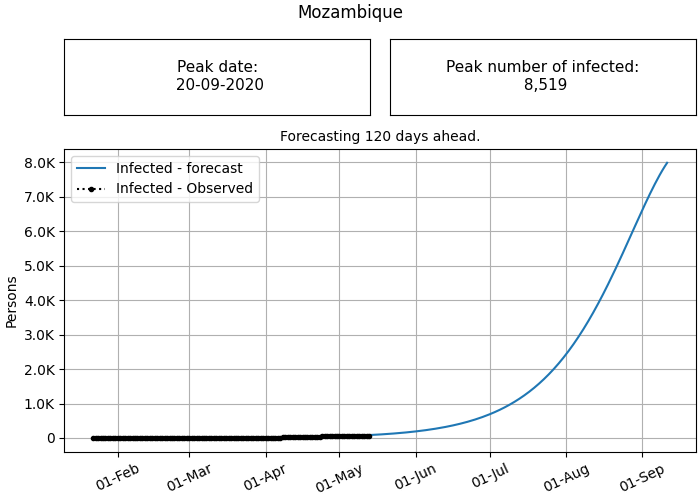 Mozambique
Peak date:
20-09-2020
Peak number of infected:
8,519
Forecasting 120 days ahead.
Infected - forecast
Infected - Observed
Persons
8.0K
7.0K
6.0K
5.0K
4.0K
3.0K
2.0K
1.0K
0
01-Feb
01-Mar
01-Apr
01-May
01-Jun
01-Jul
01-Aug
01-Sep